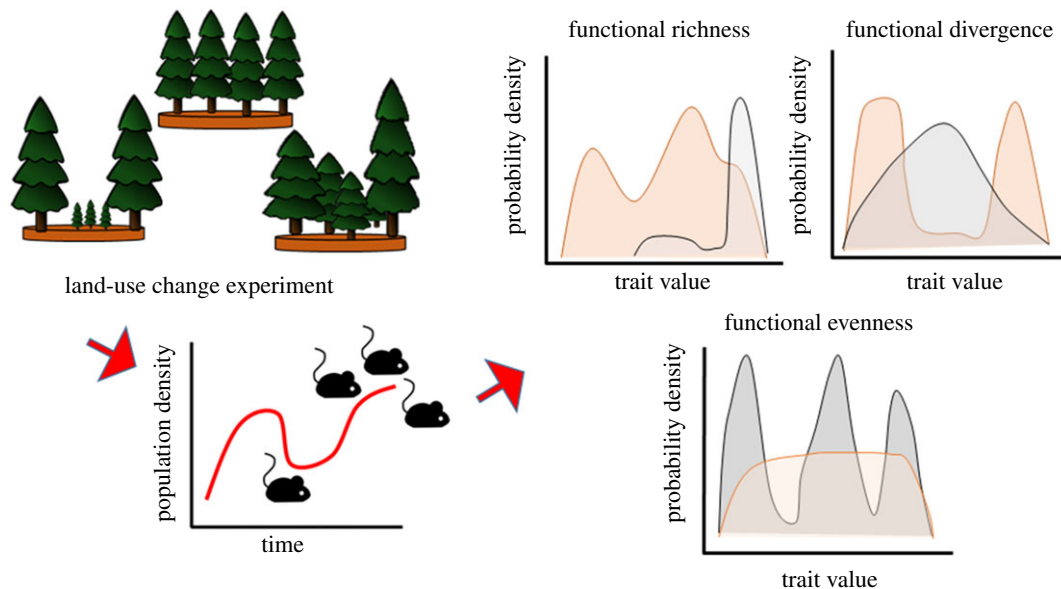 land-use change experiment
population density
time
functional richness
probability density
trait value
functional divergence
probability density
trait value
functional evenness
probability density
trait value